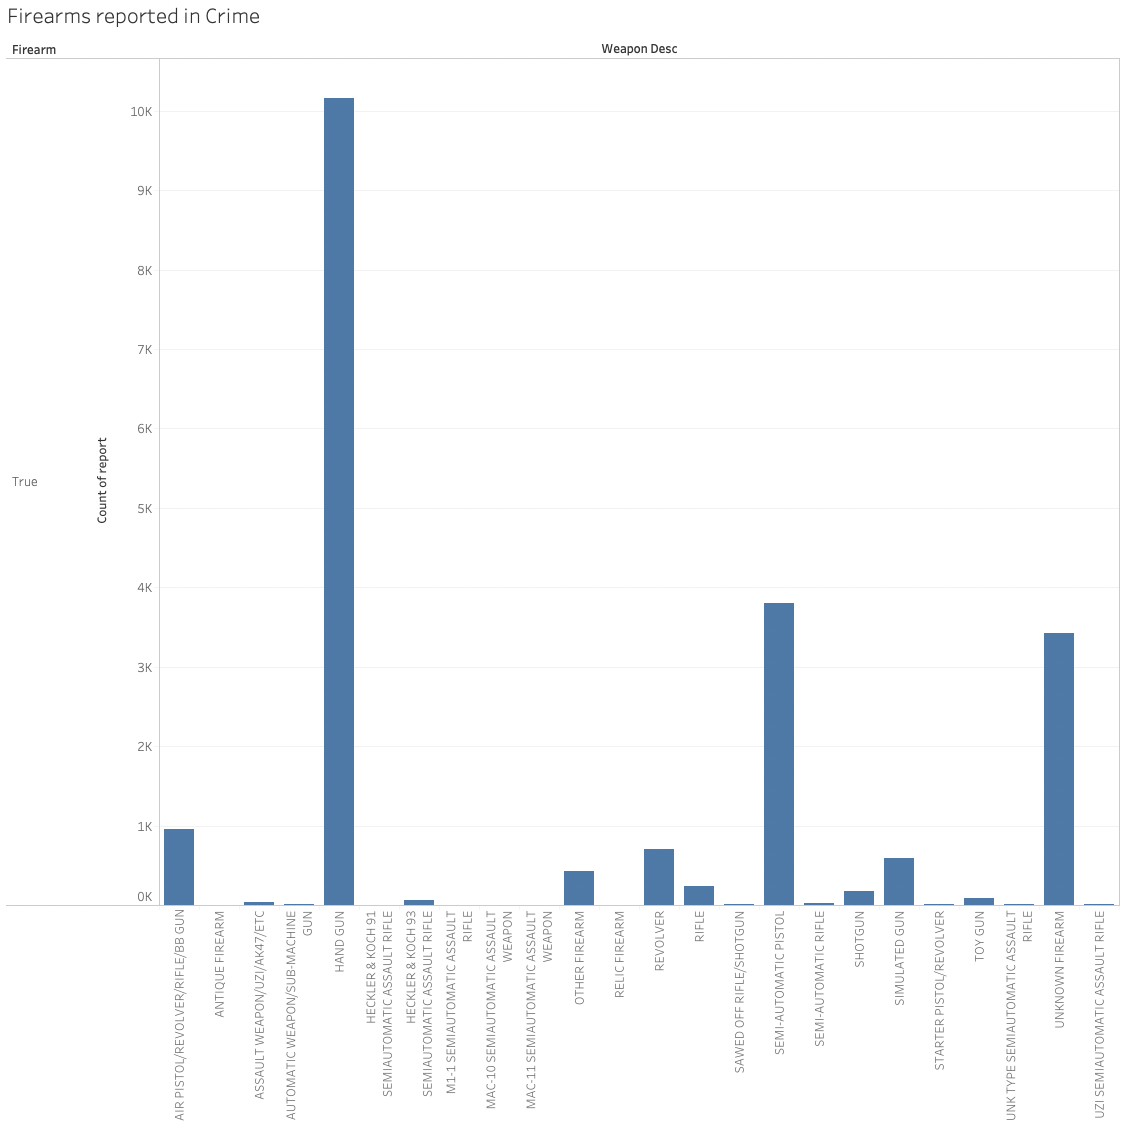 Firearms reported in Crime
Firearm
Weapon Desc
True
Count of report
10K
9K
8K
7K
6K
5K
4K
3K
2K
1K
0K
AIR PISTOL/REVOLVER/RIFLE/BB GUN
ANTIQUE FIREARM
ASSAULT WEAPON/UZI/AK47/ETC
AUTOMATIC WEAPON/SUB-MACHINE
GUN
HAND GUN
HECKLER & KOCH 91
SEMIAUTOMATIC ASSAULT RIFLE
HECKLER & KOCH 93
SEMIAUTOMATIC ASSAULT RIFLE
M1-1 SEMIAUTOMATIC ASSAULT
RIFLE
MAC-10 SEMIAUTOMATIC ASSAULT
WEAPON
MAC-11 SEMIAUTOMATIC ASSAULT
WEAPON
OTHER FIREARM
RELIC FIREARM
REVOLVER
RIFLE
SAWED OFF RIFLE/SHOTGUN
SEMI-AUTOMATIC PISTOL
SEMI-AUTOMATIC RIFLE
SHOTGUN
SIMULATED GUN
STARTER PISTOL/REVOLVER
TOY GUN
UNK TYPE SEMIAUTOMATIC ASSAULT
RIFLE
UNKNOWN FIREARM
UZI SEMIAUTOMATIC ASSAULT RIFLE